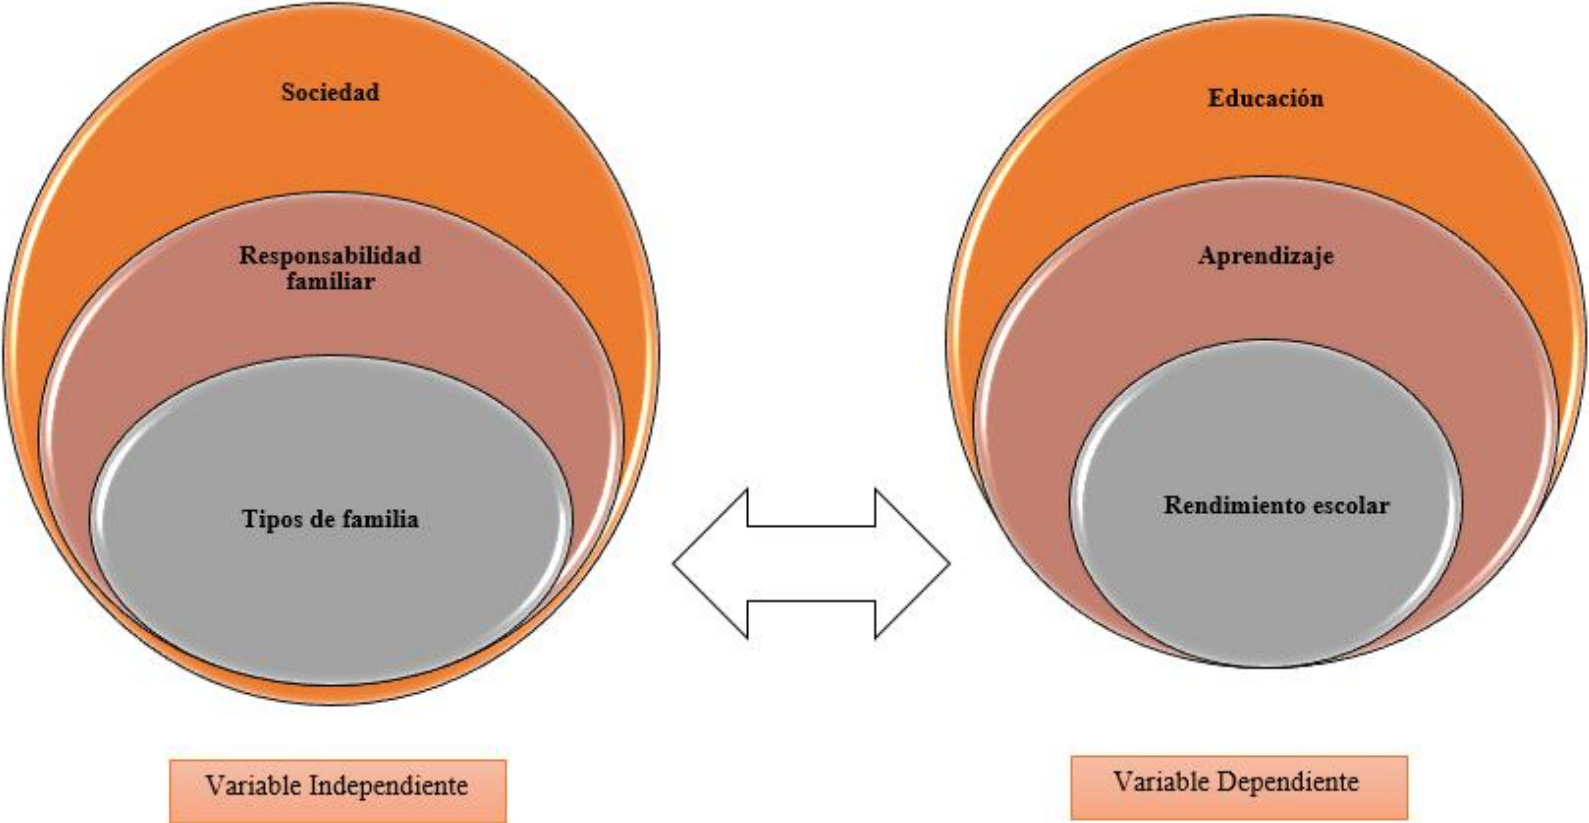 Sociedad
Responsabilidad
familiar
Tipos de familia
Variable Independiente
Educación
Aprendizaje
Rendimiento escolar
Variable Dependiente